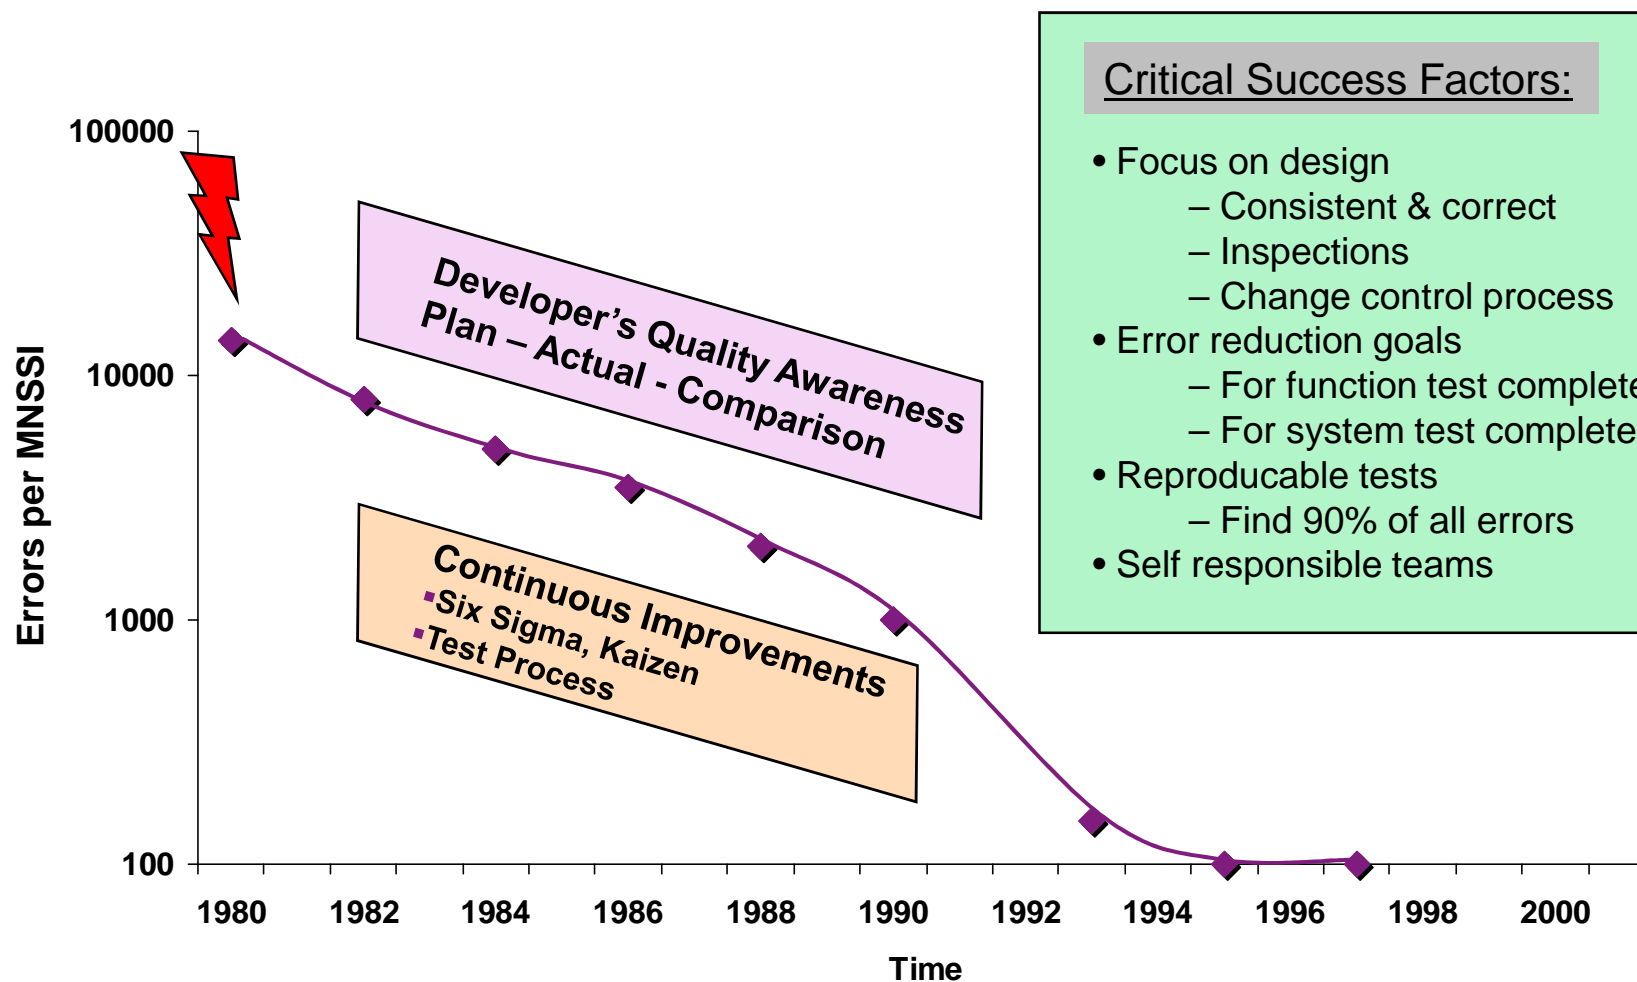 Critical Success Factors:
• Focus on design
– Consistent & correct
– Inspections
– Change control process
• Error reduction goals
– For function test complete
– For system test complete
• Reproducable tests
– Find 90% of all errors
• Self responsible teams
Developer’s Quality Awareness
Plan – Actual - Comparison
Continuous Improvements
▪Six Sigma, Kaizen
▪Test Process
Errors per MNSSI
100000
10000
1000
100
1980 1982 1984 1986 1988 1990 1992 1994 1996 1998 2000
Time